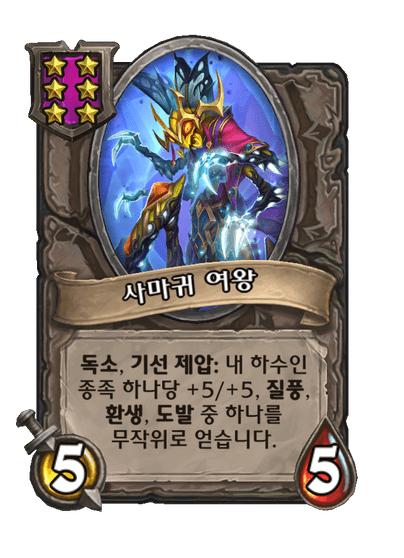 사마귀 여왕
독소, 기선 제압: 내 하수인
종족 하나당 +5/+5, 질풍,
환생, 도발 중 하나를
무작위로 얻습니다.
5
5